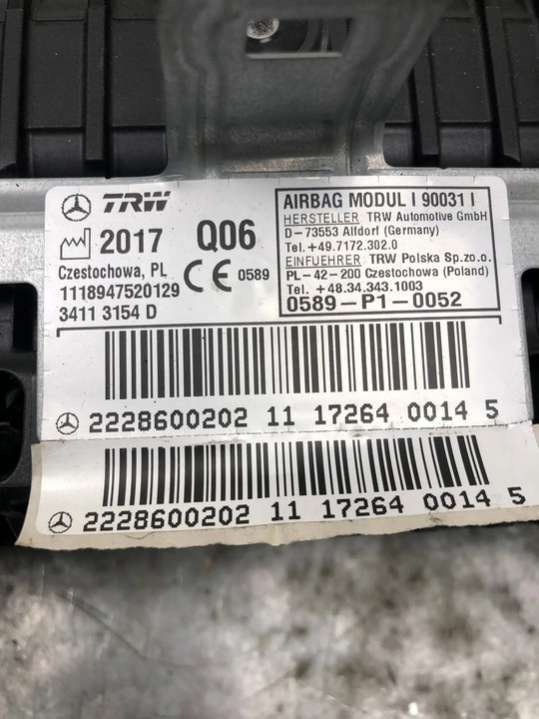 TRW
2017 Q06
Czestochowa, PL
CE 0589
1118947520129
3411 3154 D
AIRBAG MODUL I 90031 I
HERSTELLER TRW Automotive GmbH
D-73553 Alfdorf (Germany)
Tel. +49.7172.302.0
EINFUEHRER TRW Polska Sp.zo.o.
PL-42-200 Czestochowa (Poland)
Tel. +48.34.343.1003
0589-P1-0052
2228600202 11 17264 0014 5
2228600202 11 17264 0014 5